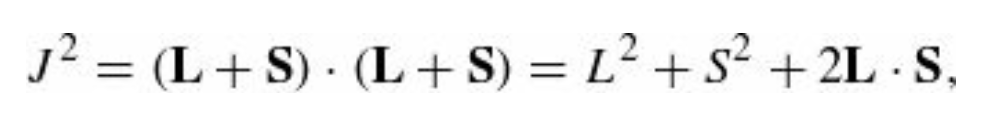 J² = (L + S) · (L + S) = L² + S² + 2L · S,